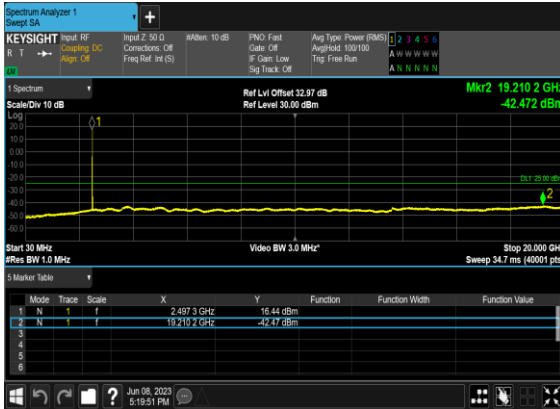 Spectrum Analyzer 1
Swept SA
+
KEYSIGHT Input: RF Input Z: 50 Ω #Atten: 10 dB PNO: Fast Avg Type: Power (RMS) 1 2 3 4 5 6
R T Coupling: DC Corrections: Off Gate: Off Avg|Hold: 100/100 A W W W W W
Align: Off Freq Ref: Int (S) IF Gain: Low Trig: Free Run
Sig Track: Off A N N N N N
1 Spectrum Ref Lvl Offset 32.97 dB Mkr2 19.210 2 GHz
Scale/Div 10 dB Ref Level 30.00 dBm -42.472 dBm
Log
20.0
10.0
0.00
-10.0
-20.0
-30.0
-40.0
-50.0
-60.0
1
DL1 -25.00 dBm
2
Start 30 MHz Video BW 3.0 MHz* Stop 20.000 GH
#Res BW 1.0 MHz Sweep 34.7 ms (40001 pts
5 Marker Table
Mode Trace Scale X Y Function Function Width Function Value
1 N 1 f 2.497 3 GHz 16.44 dBm
2 N 1 f 19.210 2 GHz -42.47 dBm
3
4
5
6
? Jun 08, 2023
5:19:51 PM